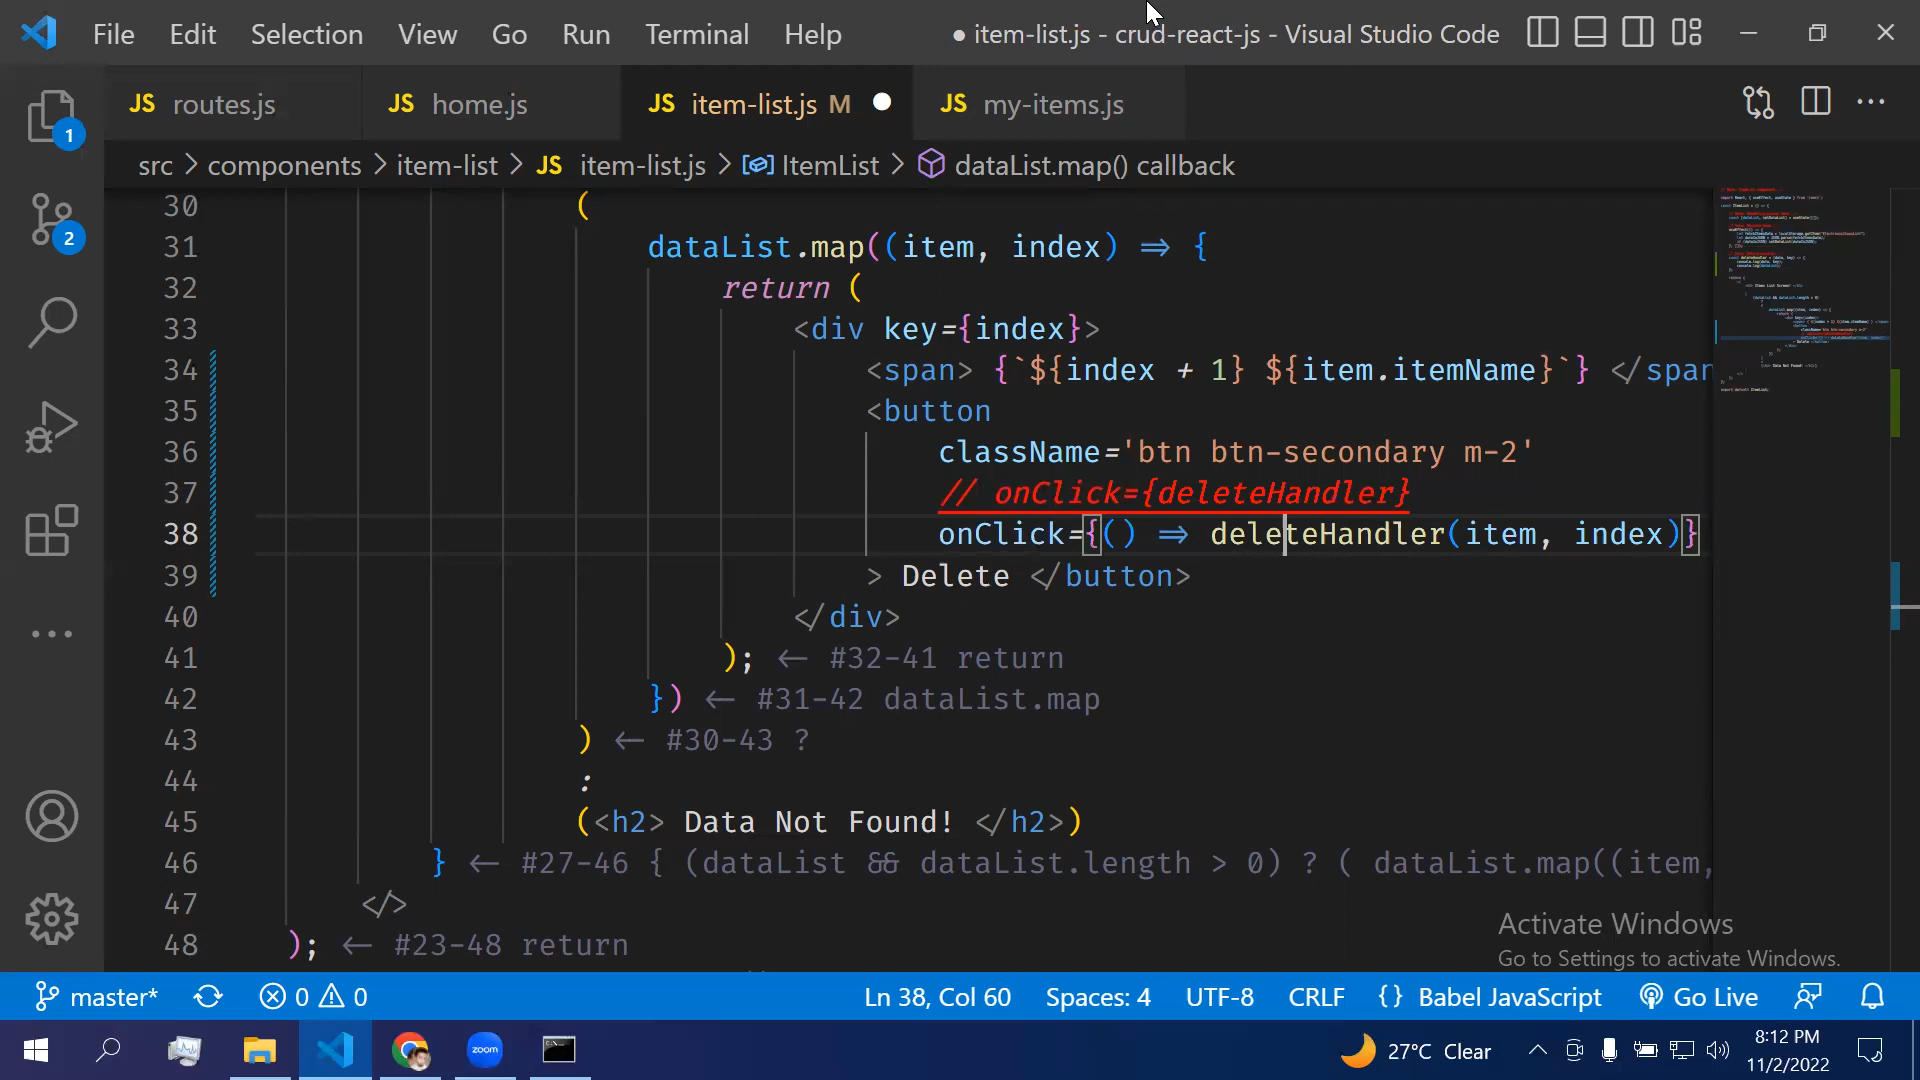 File Edit Selection View Go Run Terminal Help ● item-list.js - crud-react-js - Visual Studio Code
JS routes.js JS home.js JS item-list.js M ● JS my-items.js
src > components > item-list > JS item-list.js > ItemList > dataList.map() callback
30 (
31 dataList.map((item, index) => {
32 return (
33 <div key={index}>
34 <span> {`${index + 1} ${item.itemName}`} </span
35 <button
36 className='btn btn-secondary m-2'
37 // onClick={deleteHandler}
38 onClick={() => deleteHandler(item, index)}
39 > Delete </button>
40 </div>
41 ); <- #32-41 return
42 }) <- #31-42 dataList.map
43 ) <- #30-43 ?
44 :
45 (<h2> Data Not Found! </h2>)
46 } <- #27-46 { (dataList && dataList.length > 0) ? ( dataList.map((item,
47 </>
48 ); <- #23-48 return
1
2
Activate Windows
Go to Settings to activate Windows.
master* 0 0 Ln 38, Col 60 Spaces: 4 UTF-8 CRLF {} Babel JavaScript Go Live
zoom 27°C Clear 8:12 PM
11/2/2022